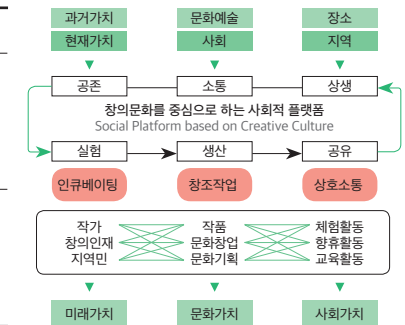 과거가치 문화예술 장소
현재가치 사회 지역
공존 소통 상생
창의문화를 중심으로 하는 사회적 플랫폼
Social Platform based on Creative Culture
실험 생산 공유
인큐베이팅 창조작업 상호소통
작가 작품 체험활동
창의인재 문화창업 향휴활동
지역민 문화기획 교육활동
미래가치 문화가치 사회가치